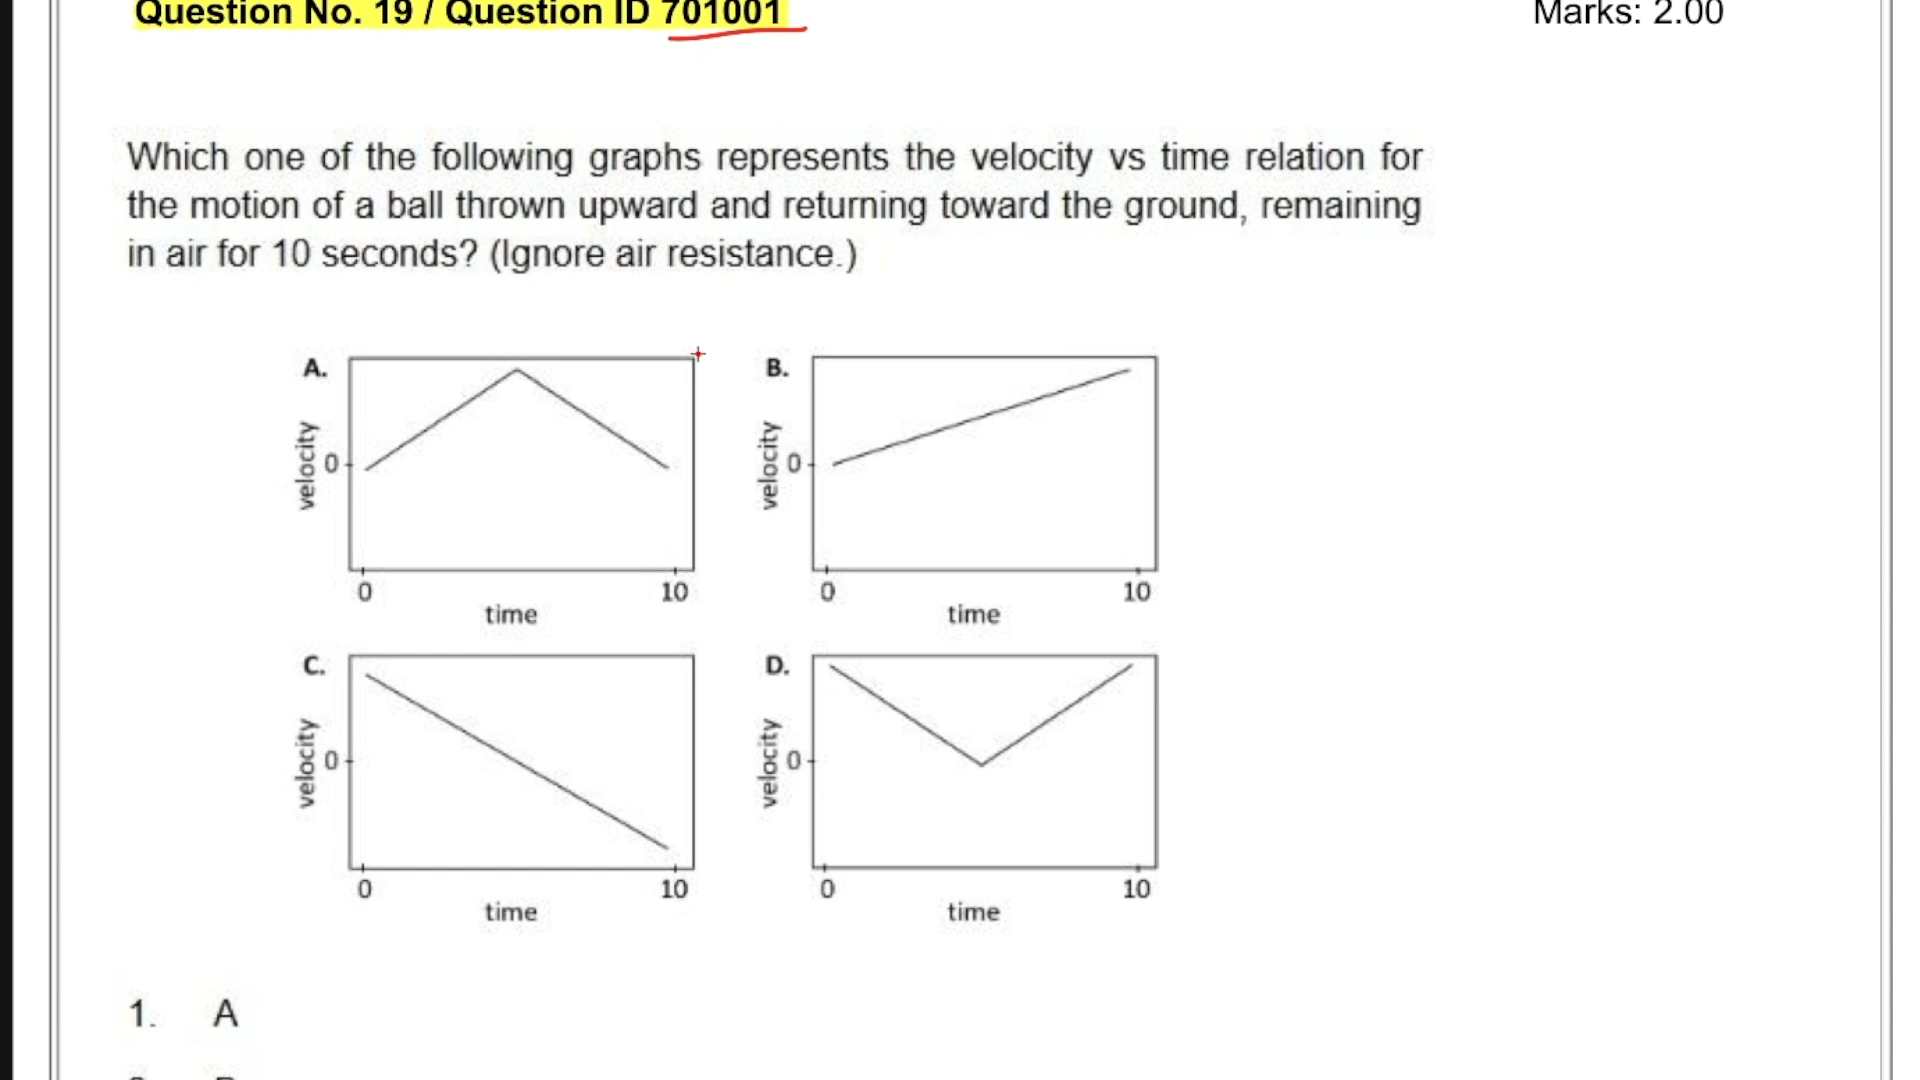 Question No. 19 / Question ID 701001
Marks: 2.00
Which one of the following graphs represents the velocity vs time relation for
the motion of a ball thrown upward and returning toward the ground, remaining
in air for 10 seconds? (Ignore air resistance.)
A.
velocity
0
0
10
time
B.
velocity
0
0
10
time
C.
velocity
0
0
10
time
D.
velocity
0
0
10
time
1. A